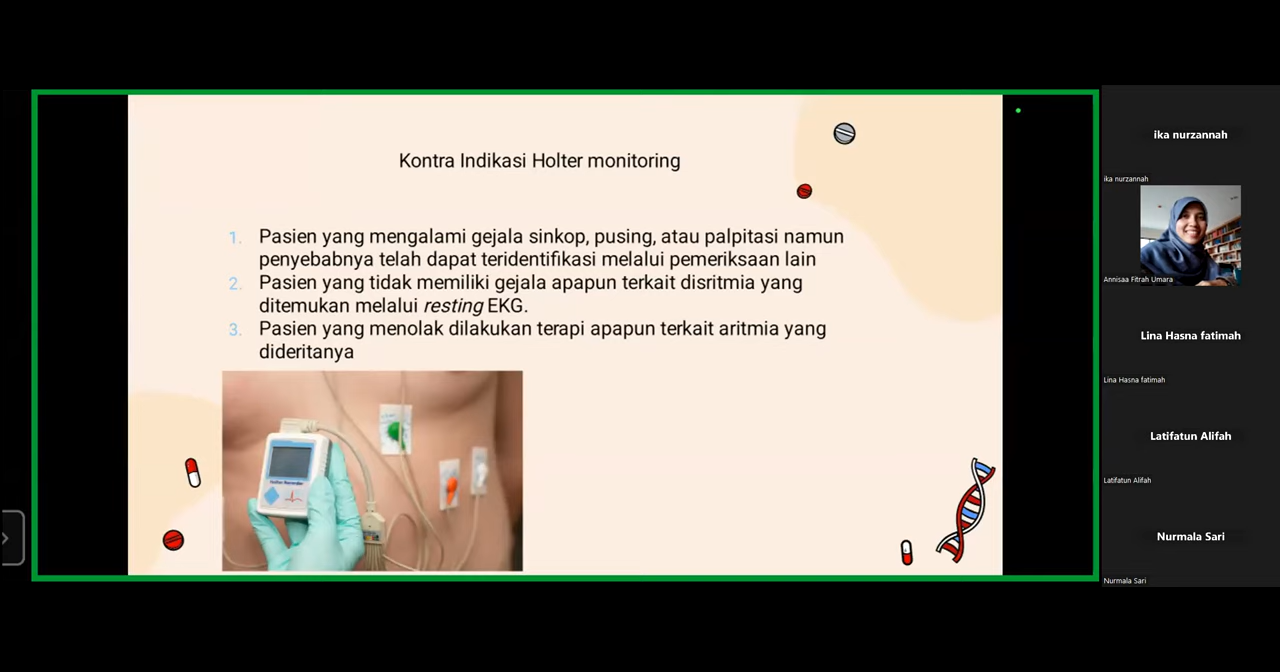 Kontra Indikasi Holter monitoring
1. Pasien yang mengalami gejala sinkop, pusing, atau palpitasi namun
penyebabnya telah dapat teridentifikasi melalui pemeriksaan lain
2. Pasien yang tidak memiliki gejala apapun terkait disritmia yang
ditemukan melalui resting EKG.
3. Pasien yang menolak dilakukan terapi apapun terkait aritmia yang
dideritanya
ika nurzannah
ika nurzannah
Annisaa Fitrah Umara
Lina Hasna fatimah
Lina Hasna fatimah
Latifatun Alifah
Latifatun Alifah
Nurmala Sari
Nurmala Sari